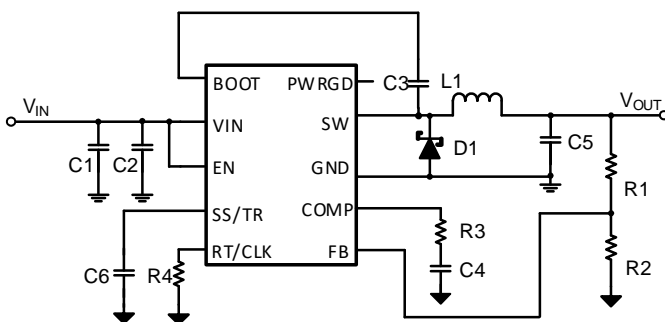 BOOT
PWRGD
C3
L1
VIN
VOUT
VIN
SW
C1
C2
D1
C5
EN
GND
R1
SS/TR
COMP
R3
RT/CLK
FB
C4
R2
C6
R4